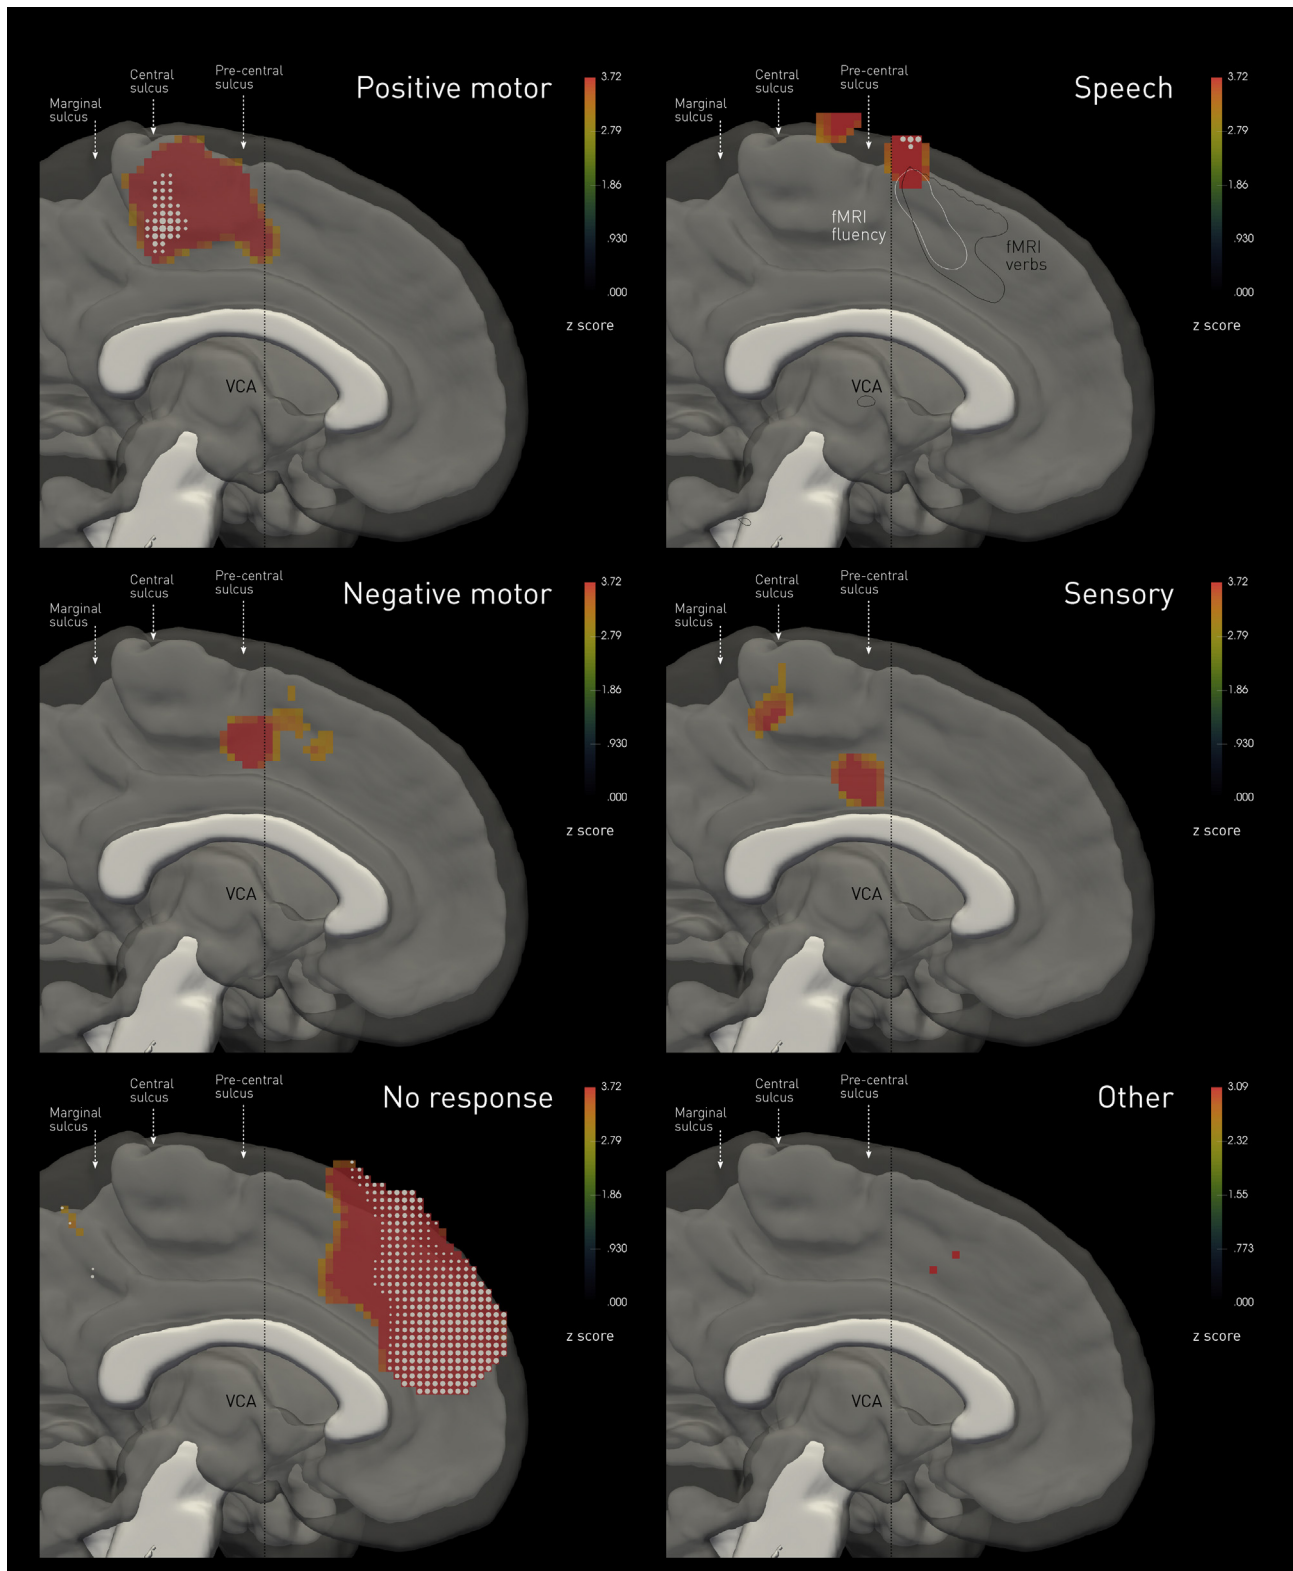 Positive motor
Marginal
sulcus
Central
sulcus
Pre-central
sulcus
3.72
2.79
1.86
.930
.000
z score
VCA
Speech
Marginal
sulcus
Central
sulcus
Pre-central
sulcus
fMRI
fluency
fMRI
verbs
3.72
2.79
1.86
.930
.000
z score
VCA
Negative motor
Marginal
sulcus
Central
sulcus
Pre-central
sulcus
3.72
2.79
1.86
.930
.000
z score
VCA
Sensory
Marginal
sulcus
Central
sulcus
Pre-central
sulcus
3.72
2.79
1.86
.930
.000
z score
VCA
No response
Marginal
sulcus
Central
sulcus
Pre-central
sulcus
3.72
2.79
1.86
.930
.000
z score
VCA
Other
Marginal
sulcus
Central
sulcus
Pre-central
sulcus
3.09
2.32
1.55
.773
.000
z score
VCA